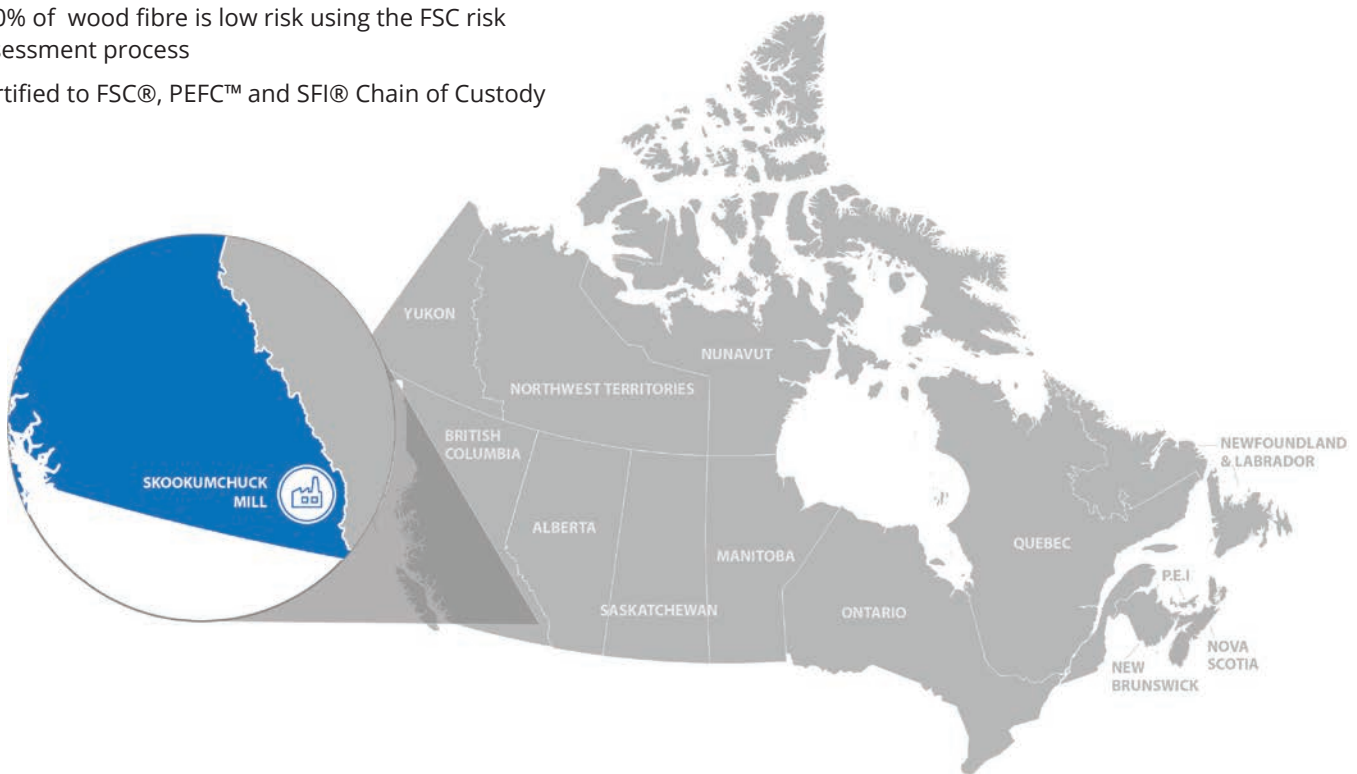 0% of wood fibre is low risk using the FSC risk
sessment process
rtified to FSC®, PEFC™ and SFI® Chain of Custody
YUKON
NUNAVUT
NORTHWEST TERRITORIES
BRITISH
COLUMBIA
NEWFOUNDLAND
& LABRADOR
SKOOKUMCHUCK
MILL
ALBERTA
MANITOBA
QUEBEC
P.E.I
SASKATCHEWAN
ONTARIO
NOVA
SCOTIA
NEW
BRUNSWICK